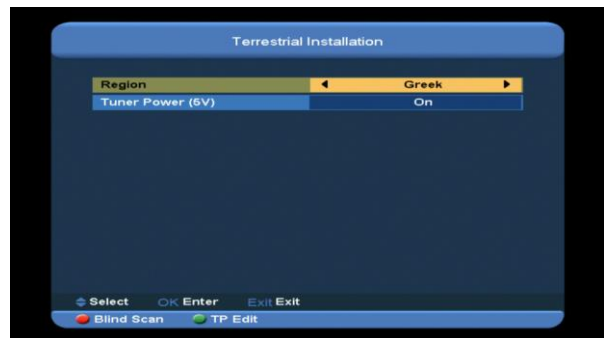 Terrestrial Installation
Region Greek
Tuner Power (5V) On
Select OK Enter Exit Exit
Blind Scan TP Edit